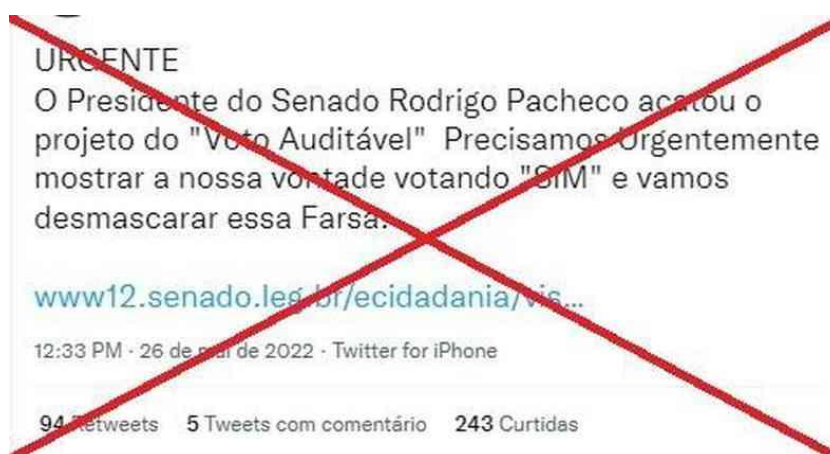 URGENTE
O Presidente do Senado Rodrigo Pacheco acatou o
projeto do "Voto Auditável" Precisamos Urgentemente
mostrar a nossa vontade votando "SIM" e vamos
desmascarar essa Farsa.
www12.senado.leg.br/ecidadania/vis...
12:33 PM · 26 de mai de 2022 · Twitter for iPhone
94 Retweets 5 Tweets com comentário 243 Curtidas